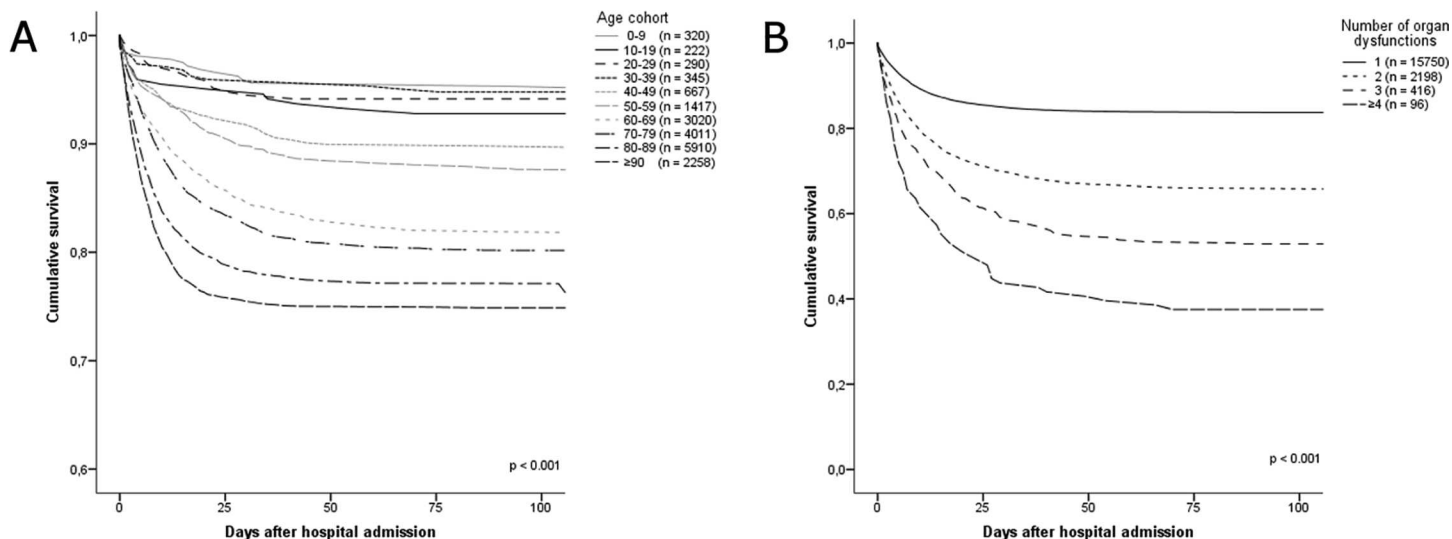 A
Age cohort
0-9 (n = 320)
10-19 (n = 222)
20-29 (n = 290)
30-39 (n = 345)
40-49 (n = 667)
50-59 (n = 1417)
60-69 (n = 3020)
70-79 (n = 4011)
80-89 (n = 5910)
≥90 (n = 2258)
1,0
0,9
0,8
0,7
0,6
Cumulative survival
p < 0.001
0 25 50 75 100
Days after hospital admission
B
Number of organ
dysfunctions
1 (n = 15750)
2 (n = 2198)
3 (n = 416)
≥4 (n = 96)
1,0
0,8
0,6
0,4
0,2
0,0
Cumulative survival
p < 0.001
0 25 50 75 100
Days after hospital admission